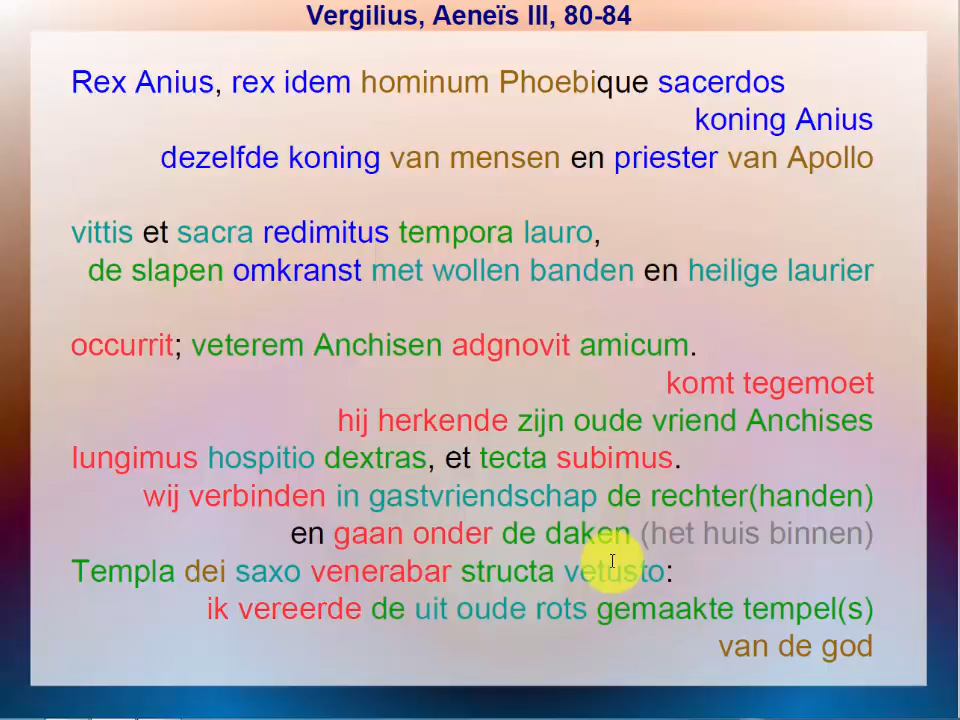 Vergilius, Aeneïs III, 80-84
Rex Anius, rex idem hominum Phoebique sacerdos
koning Anius
dezelfde koning van mensen en priester van Apollo
vittis et sacra redimitus tempora lauro,
de slapen omkranst met wollen banden en heilige laurier
occurrit; veterem Anchisen adgnovit amicum.
komt tegemoet
hij herkende zijn oude vriend Anchises
Iungimus hospitio dextras, et tecta subimus.
wij verbinden in gastvriendschap de rechter(handen)
en gaan onder de daken (het huis binnen)
Templa dei saxo venerabar structa vetusto:
ik vereerde de uit oude rots gemaakte tempel(s)
van de god